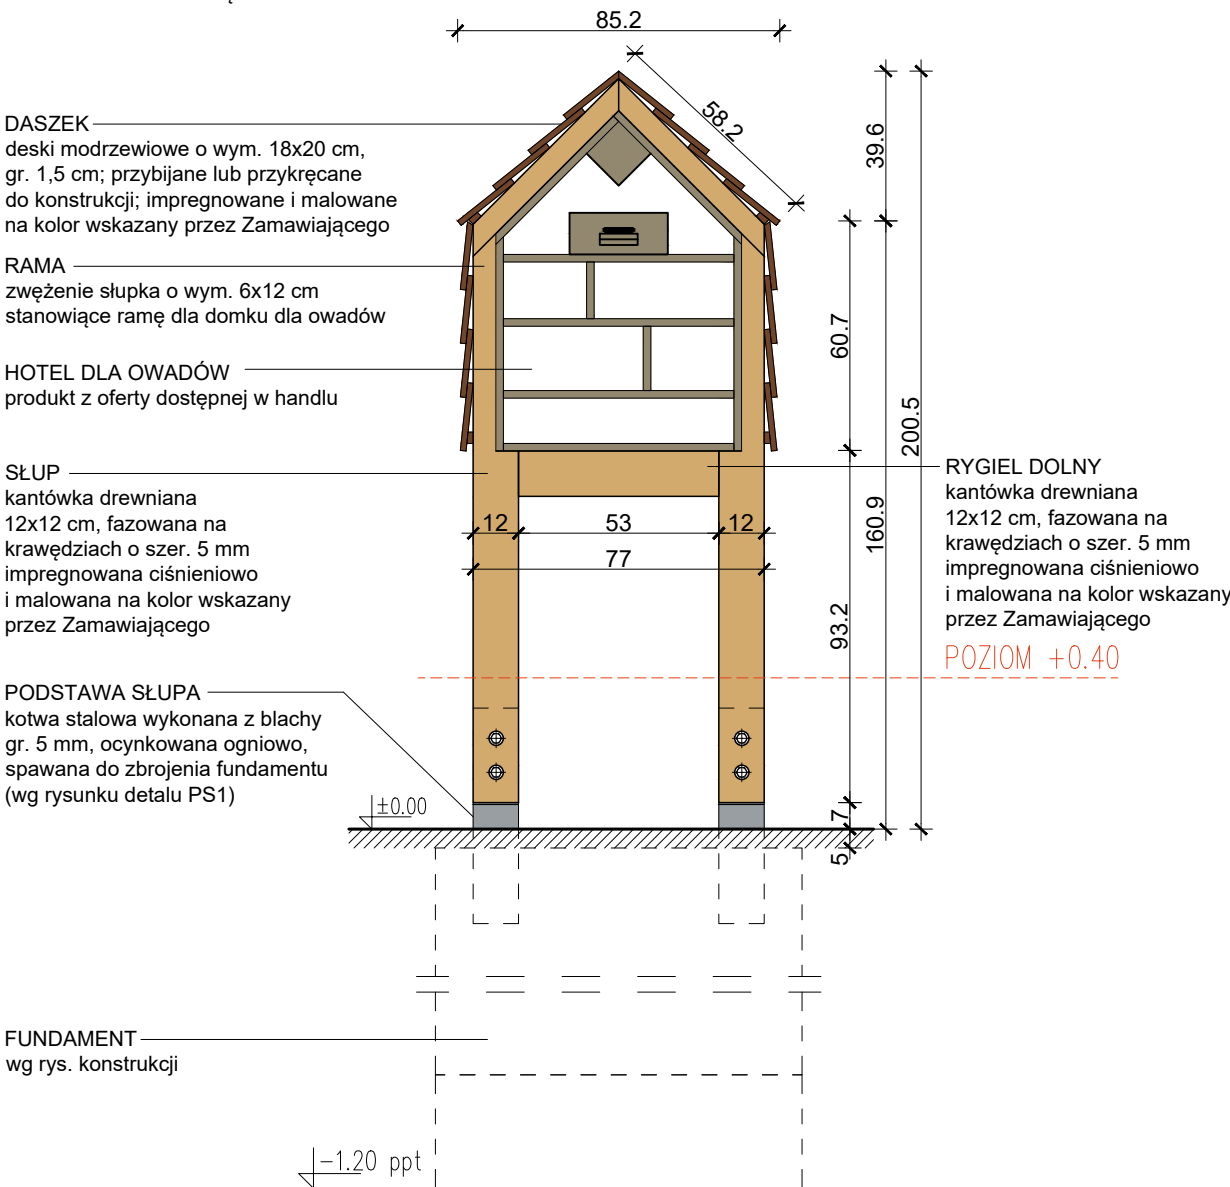 85.2
58.2
39.6
DASZEK
deski modrzewiowe o wym. 18x20 cm,
gr. 1,5 cm; przybijane lub przykręcane
do konstrukcji; impregnowane i malowane
na kolor wskazany przez Zamawiającego
RAMA
zwężenie słupka o wym. 6x12 cm
stanowiące ramę dla domku dla owadów
60.7
HOTEL DLA OWADÓW
produkt z oferty dostępnej w handlu
200.5
SŁUP
kantówka drewniana
12x12 cm, fazowana na
krawędziach o szer. 5 mm
impregnowana ciśnieniowo
i malowana na kolor wskazany
przez Zamawiającego
12 53 12
77
160.9
93.2
RYGIEL DOLNY
kantówka drewniana
12x12 cm, fazowana na
krawędziach o szer. 5 mm
impregnowana ciśnieniowo
i malowana na kolor wskazany
przez Zamawiającego
POZIOM +0.40
PODSTAWA SŁUPA
kotwa stalowa wykonana z blachy
gr. 5 mm, ocynkowana ogniowo,
spawana do zbrojenia fundamentu
(wg rysunku detalu PS1)
±0.00
7
5
FUNDAMENT
wg rys. konstrukcji
-1.20 ppt